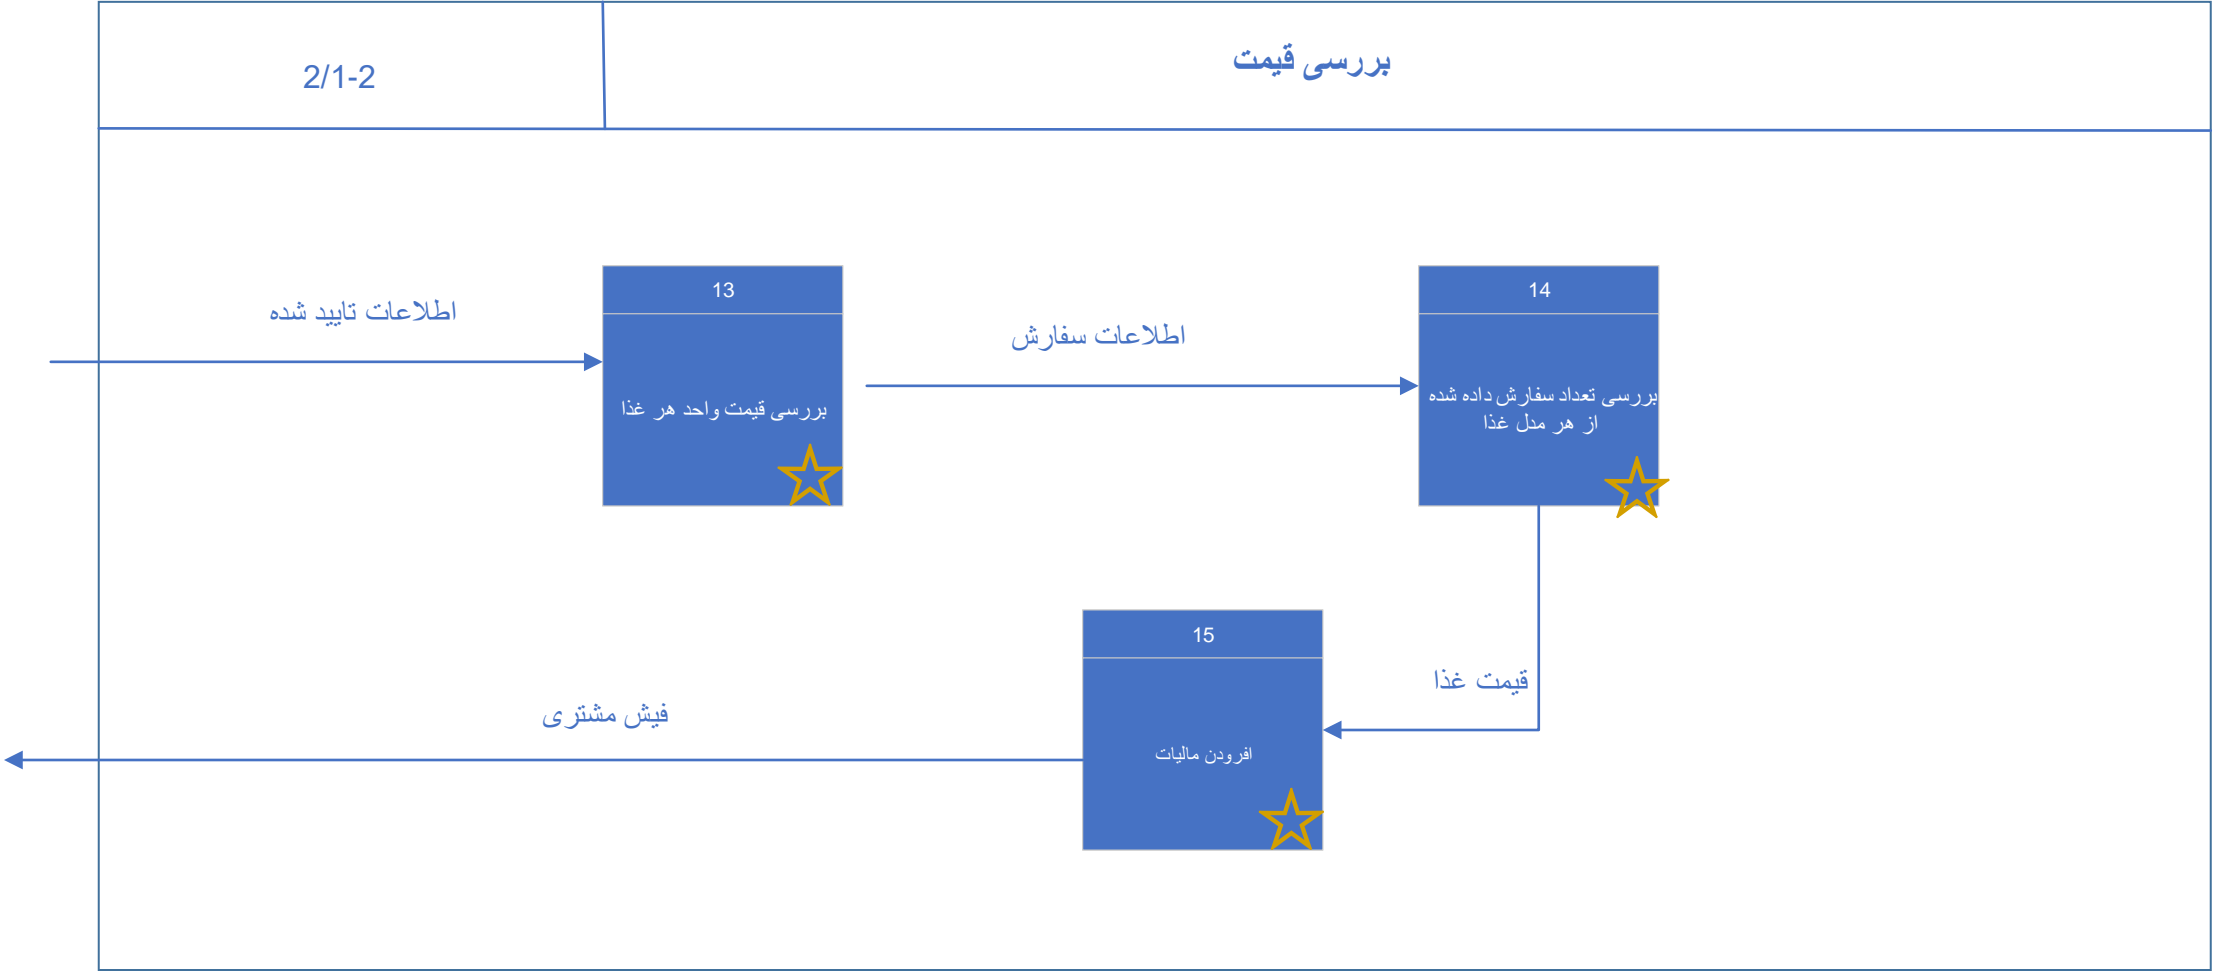 بررسی قیمت
2/1-2
اطلاعات تایید شده
13
بررسی قیمت واحد هر غذا
اطلاعات سفارش
14
بررسی تعداد سفارش داده شده
از هر مدل غذا
قیمت غذا
15
افرودن مالیات
فیش مشتری